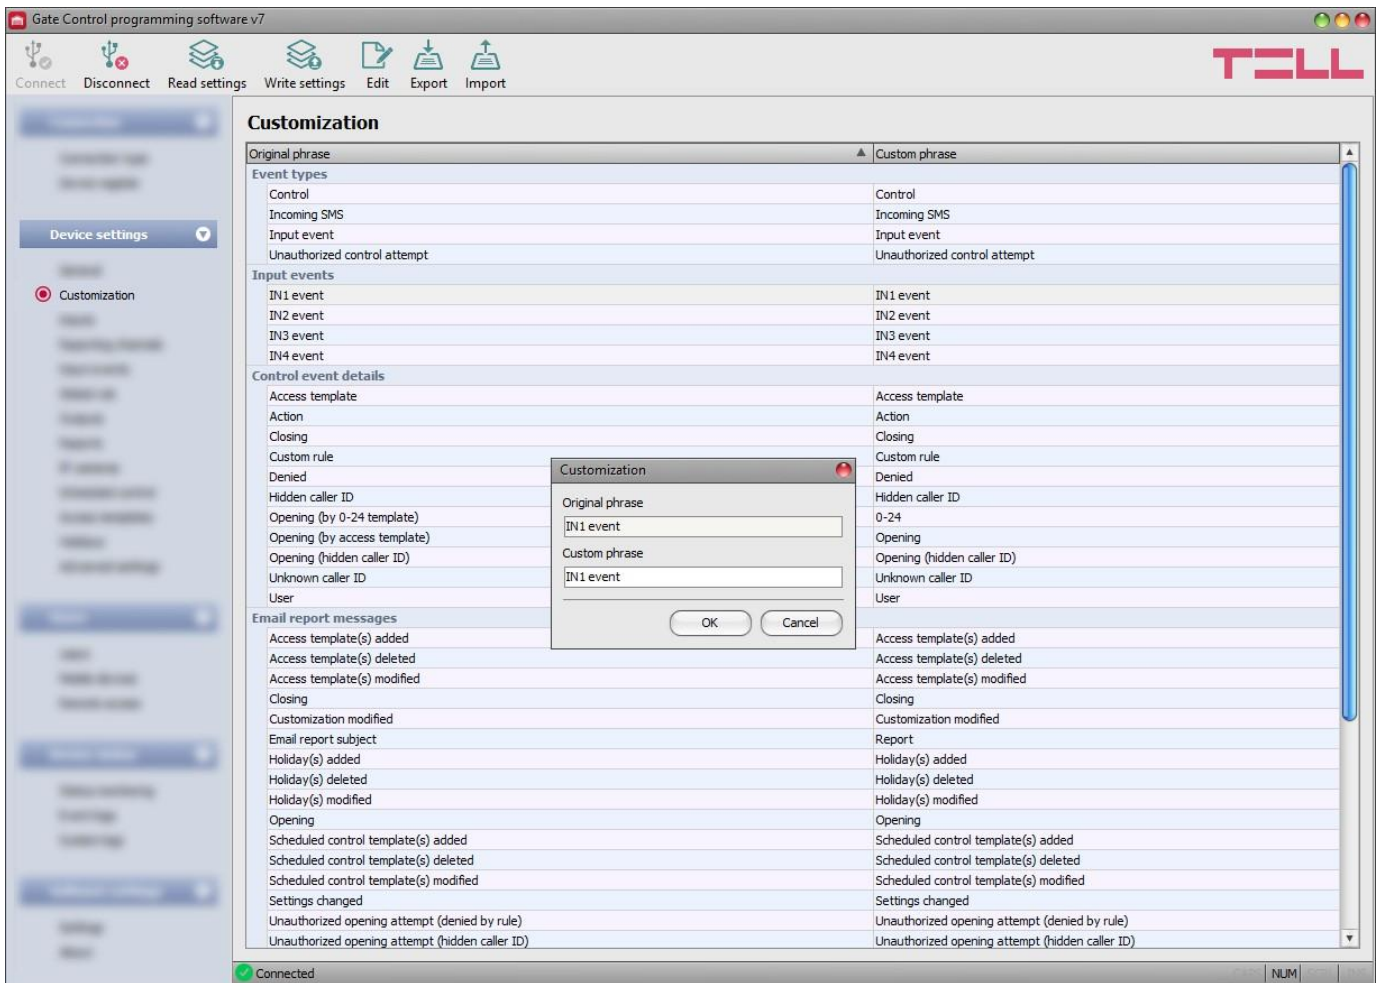 Gate Control programming software v7
Connect Disconnect Read settings Write settings Edit Export Import
TELL
Device settings
Customization
Customization
Original phrase Custom phrase
Event types
Control Control
Incoming SMS Incoming SMS
Input event Input event
Unauthorized control attempt Unauthorized control attempt
Input events
IN1 event IN1 event
IN2 event IN2 event
IN3 event IN3 event
IN4 event IN4 event
Control event details
Access template Access template
Action Action
Closing Closing
Custom rule Custom rule
Denied Denied
Hidden caller ID Hidden caller ID
Opening (by 0-24 template) 0-24
Opening (by access template) Opening
Opening (hidden caller ID) Opening (hidden caller ID)
Unknown caller ID Unknown caller ID
User User
Email report messages
Access template(s) added Access template(s) added
Access template(s) deleted Access template(s) deleted
Access template(s) modified Access template(s) modified
Closing Closing
Customization modified Customization modified
Email report subject Report
Holiday(s) added Holiday(s) added
Holiday(s) deleted Holiday(s) deleted
Holiday(s) modified Holiday(s) modified
Opening Opening
Scheduled control template(s) added Scheduled control template(s) added
Scheduled control template(s) deleted Scheduled control template(s) deleted
Scheduled control template(s) modified Scheduled control template(s) modified
Settings changed Settings changed
Unauthorized opening attempt (denied by rule) Unauthorized opening attempt (denied by rule)
Unauthorized opening attempt (hidden caller ID) Unauthorized opening attempt (hidden caller ID)
Customization
Original phrase
IN1 event
Custom phrase
IN1 event
OK Cancel
Connected NUM